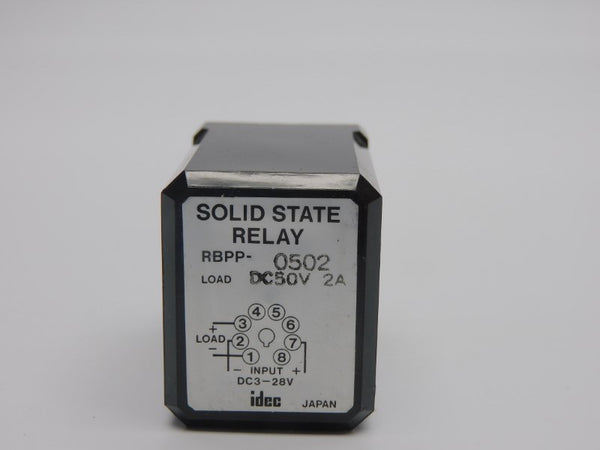 SOLID STATE
RELAY
RBPP- 0502
LOAD DC50V 2A
4 5
+ 3 6
LOAD 2 7
- 1 8
- INPUT +
DC3-28V
idec JAPAN